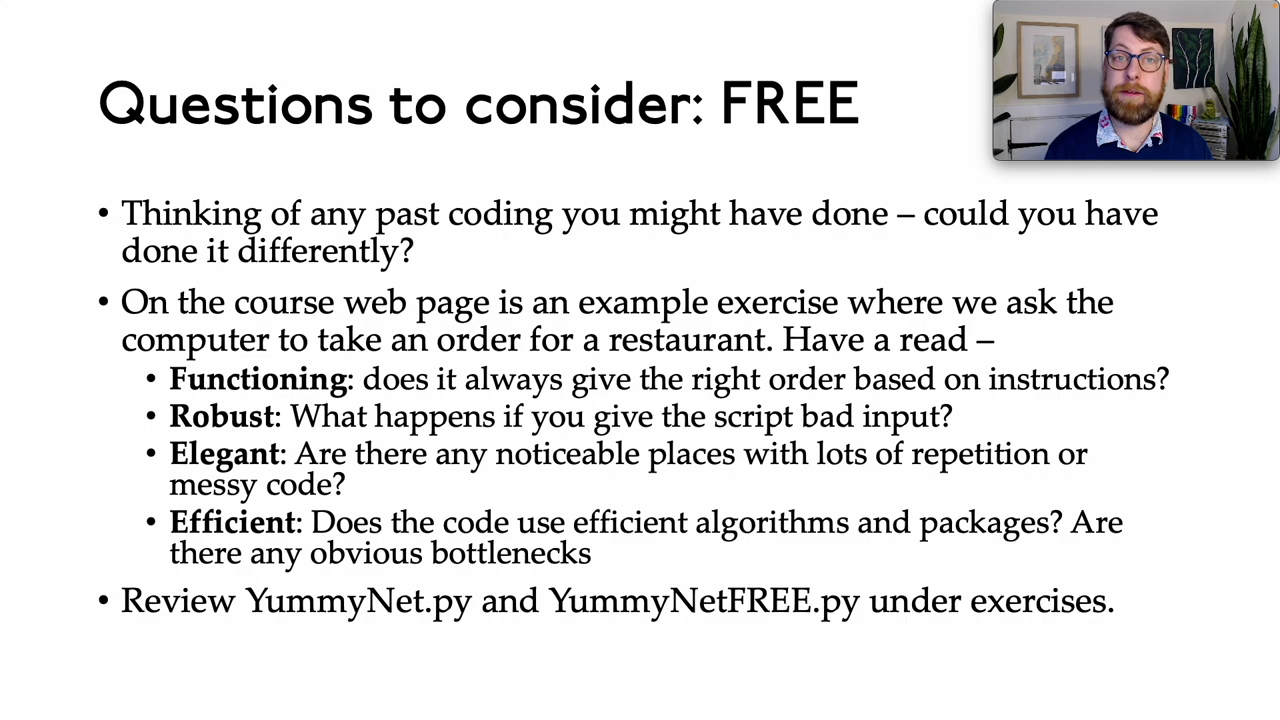 Questions to consider: FREE
• Thinking of any past coding you might have done – could you have
done it differently?
• On the course web page is an example exercise where we ask the
computer to take an order for a restaurant. Have a read –
• Functioning: does it always give the right order based on instructions?
• Robust: What happens if you give the script bad input?
• Elegant: Are there any noticeable places with lots of repetition or
messy code?
• Efficient: Does the code use efficient algorithms and packages? Are
there any obvious bottlenecks
• Review YummyNet.py and YummyNetFREE.py under exercises.